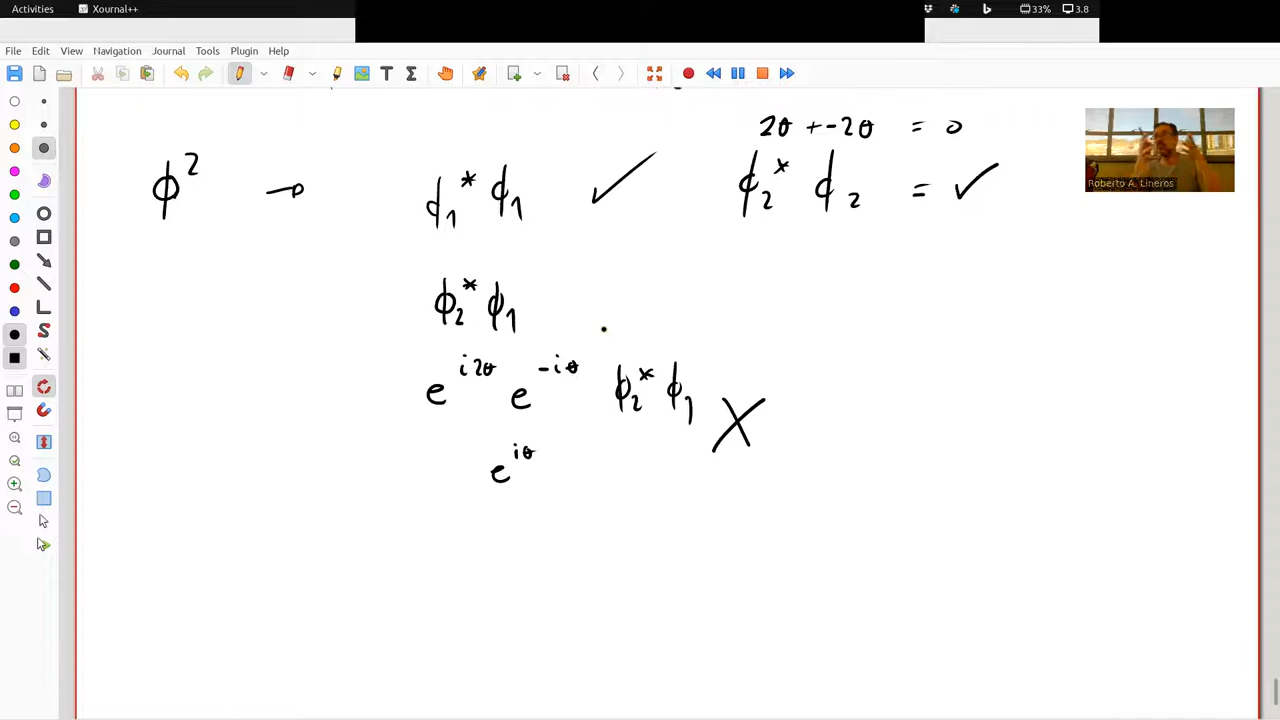 Activities Xournal++ 33% 3.8
File Edit View Navigation Journal Tools Plugin Help
2θ + -2θ = 0
ϕ² → ϕ₁* ϕ₁ ✓ ϕ₂* ϕ₂ = ✓
Roberto A. Lineros
ϕ₂* ϕ₁
e^{i2θ} e^{-iθ} ϕ₂* ϕ₁ X
e^{iθ}